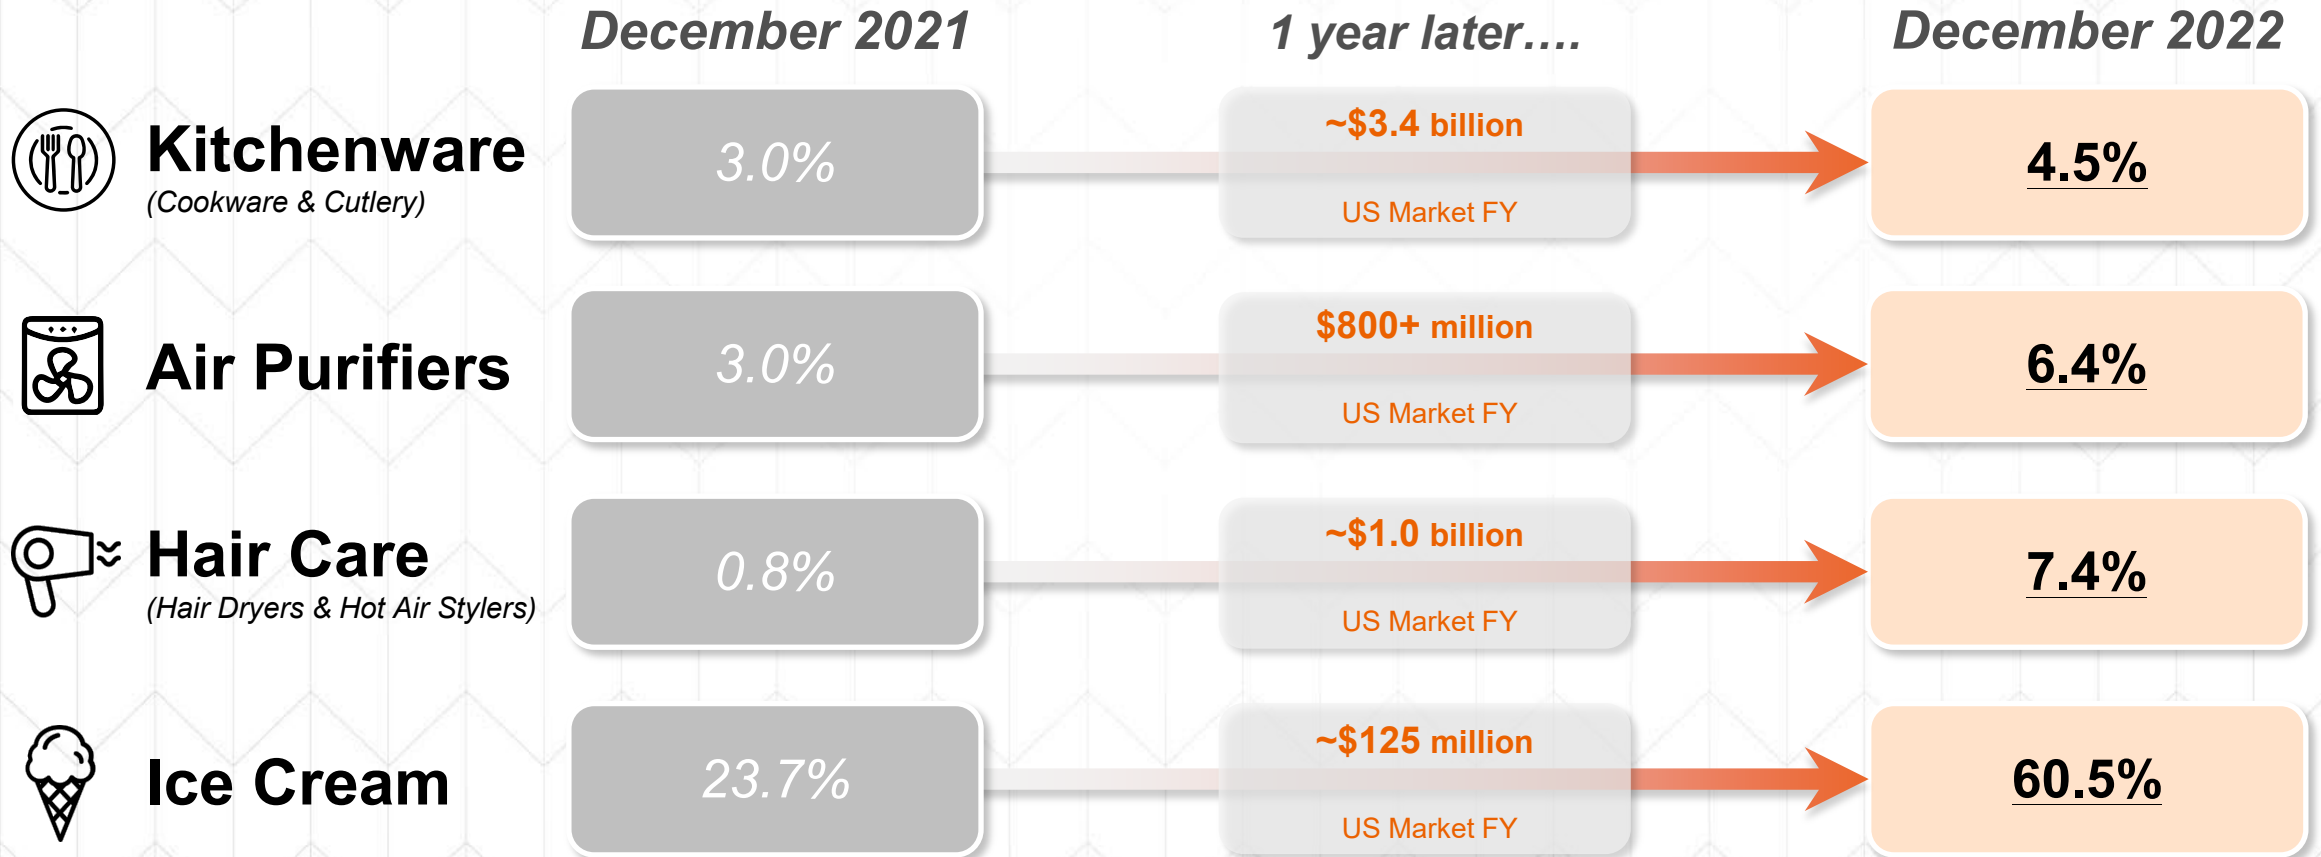 December 2021
1 year later....
December 2022
Kitchenware
(Cookware & Cutlery)
3.0%
~$3.4 billion
US Market FY
4.5%
Air Purifiers
3.0%
$800+ million
US Market FY
6.4%
Hair Care
(Hair Dryers & Hot Air Stylers)
0.8%
~$1.0 billion
US Market FY
7.4%
Ice Cream
23.7%
~$125 million
US Market FY
60.5%